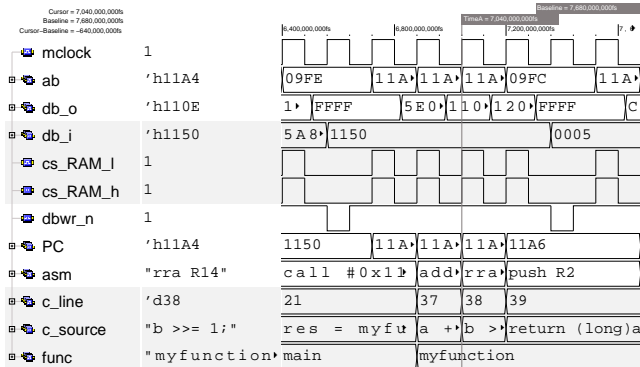 Cursor = 7,040,000,000fs
Baseline = 7,680,000,000fs
Cursor-Baseline = -640,000,000fs
Baseline = 7,680,000,000fs
TimeA = 7,040,000,000fs
6,400,000,000fs 6,800,000,000fs 7,200,000,000fs
mclock 1
ab 'h11A4 09FE 11A 11A 11A 09FC 11A
db_o 'h110E 1 FFFF 5E0 110 120 FFFF C
db_i 'h1150 5A8 1150 0005
cs_RAM_l 1
cs_RAM_h 1
dbwr_n 1
PC 'h11A4 1150 11A 11A 11A 11A6
asm "rra R14" call #0x11 add rra push R2
c_line 'd38 21 37 38 39
c_source "b >>= 1;" res = myfu a + b > return (long)a
func "myfunction main myfunction